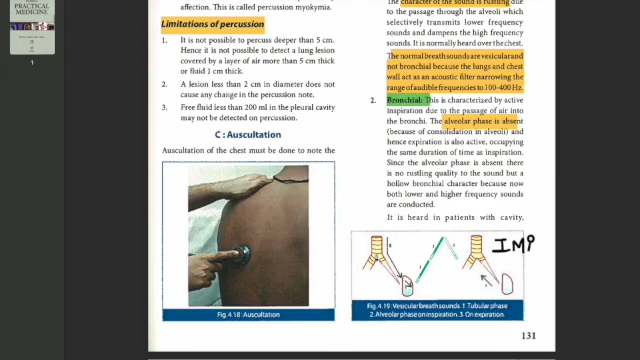 PRACTICAL
MEDICINE
1
affection. This is called percussion myokymia.
Limitations of percussion
1. It is not possible to percuss deeper than 5 cm.
Hence it is not possible to detect a lung lesion
covered by a layer of air more than 5 cm thick
or fluid 1 cm thick.
2. A lesion less than 2 cm in diameter does not
cause any change in the percussion note.
3. Free fluid less than 200 ml in the pleural cavity
may not be detected on percussion.
C : Auscultation
Auscultation of the chest must be done to note the
Fig. 4.18 : Auscultation
The character of the sound is rustling due
to the passage through the alveoli which
selectively transmits lower frequency
sounds and dampens the high frequency
sounds. It is normally heard over the chest.
The normal breath sounds are vesicular and
not bronchial because the lungs and chest
wall act as an acoustic filter narrowing the
range of audible frequencies to 100-400 Hz.
2. Bronchial: This is characterized by active
inspiration due to the passage of air into
the bronchi. The alveolar phase is absent
(because of consolidation in alveoli) and
hence expiration is also active, occupying
the same duration of time as inspiration.
Since the alveolar phase is absent there
is no rustling quality to the sound but a
hollow bronchial character because now
both lower and higher frequency sounds
are conducted.
It is heard in patients with cavity,
IMP
Fig. 4.19 : Vesicular breath sounds 1. Tubular phase
2. Alveolar phase on inspiration. 3. On expiration.
131